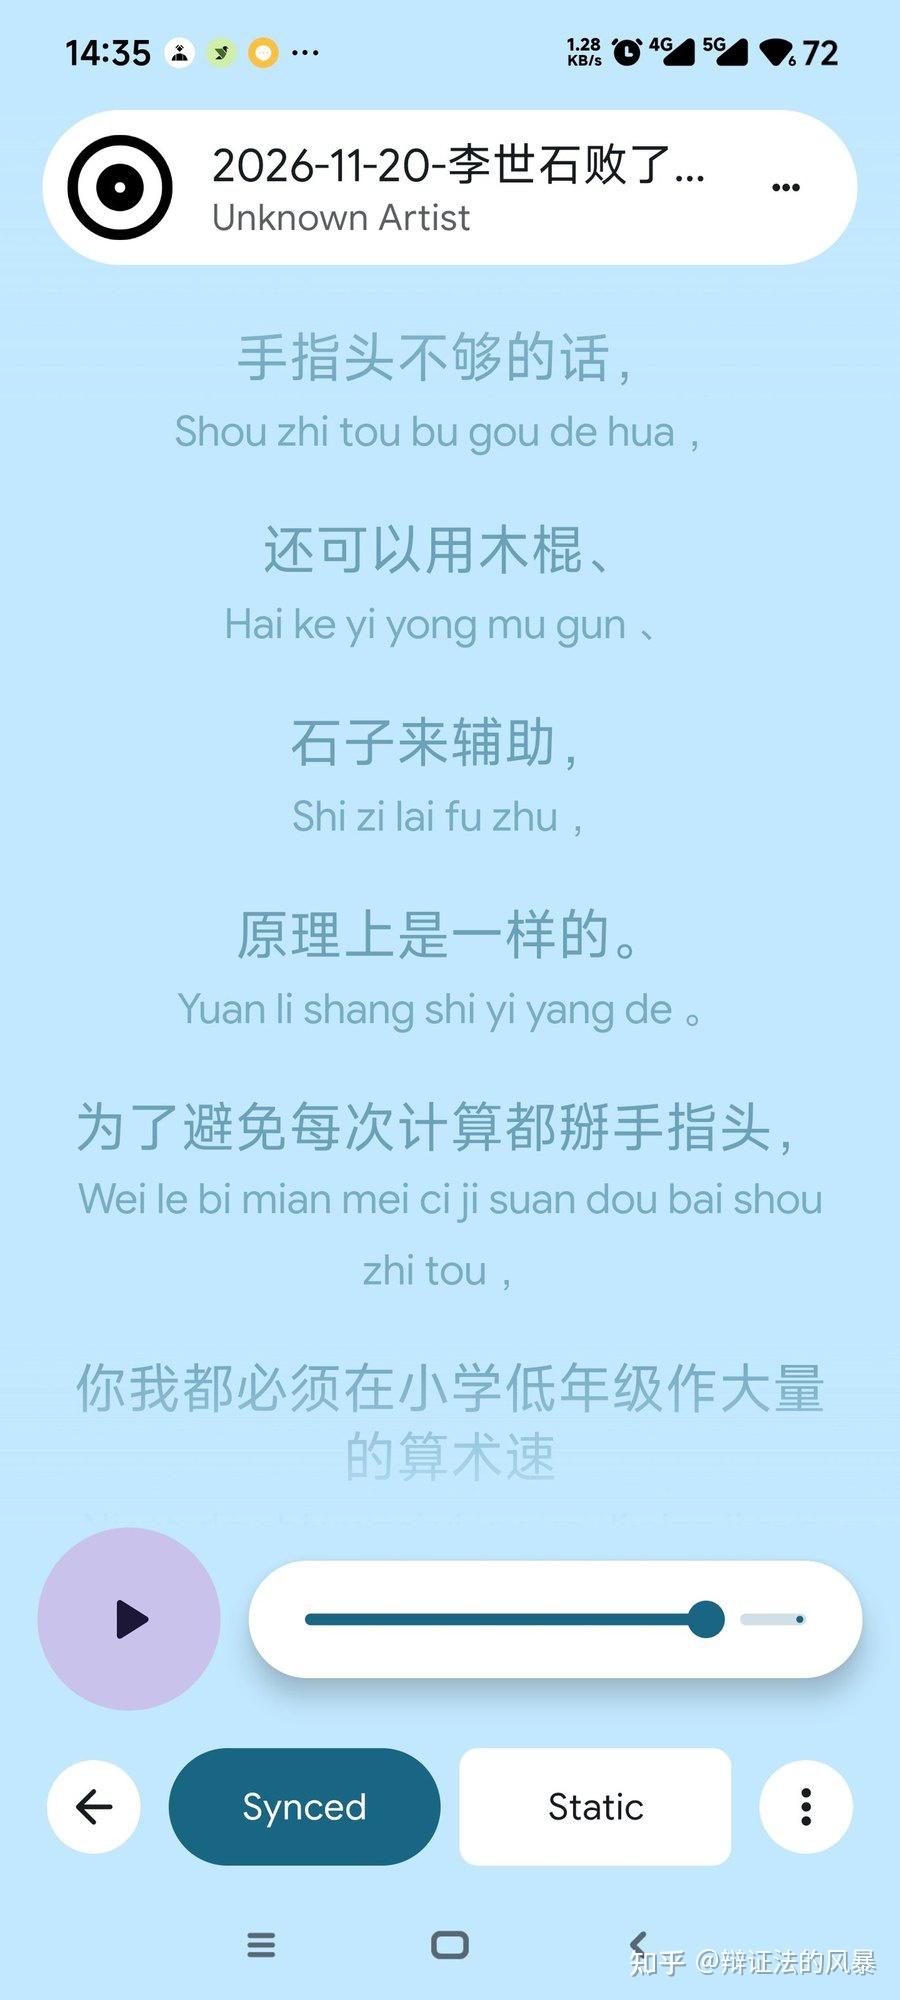 14:35
1.28 KB/s 4G 5G 6 72
2026-11-20-李世石败了...
Unknown Artist
手指头不够的话，
Shou zhi tou bu gou de hua ，
还可以用木棍、
Hai ke yi yong mu gun 、
石子来辅助，
Shi zi lai fu zhu ，
原理上是一样的。
Yuan li shang shi yi yang de 。
为了避免每次计算都掰手指头，
Wei le bi mian mei ci ji suan dou bai shou
zhi tou ，
你我都必须在小学低年级作大量
的算术速
Synced
Static
知乎 @辩证法的风暴